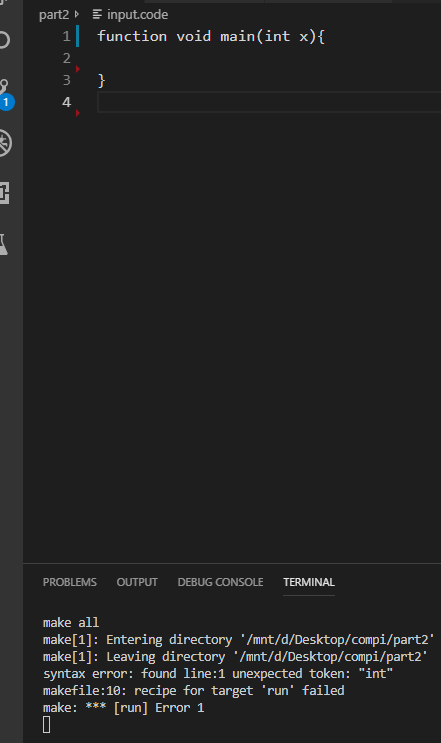 part2 input.code
1 function void main(int x){
2
3 }
4
1
PROBLEMS OUTPUT DEBUG CONSOLE TERMINAL
make all
make[1]: Entering directory '/mnt/d/Desktop/compi/part2'
make[1]: Leaving directory '/mnt/d/Desktop/compi/part2'
syntax error: found line:1 unexpected token: "int"
makefile:10: recipe for target 'run' failed
make: *** [run] Error 1